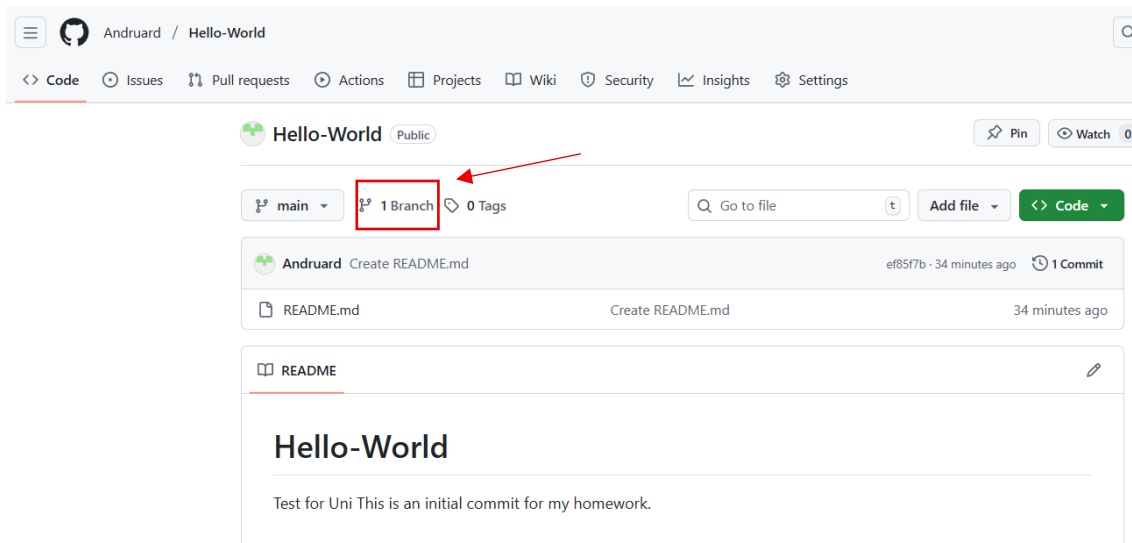 Andruard / Hello-World
<> Code Issues Pull requests Actions Projects Wiki Security Insights Settings
Hello-World Public Pin Watch 0
main 1 Branch 0 Tags Go to file t Add file <> Code
Andruard Create README.md ef85f7b · 34 minutes ago 1 Commit
README.md Create README.md 34 minutes ago
README
Hello-World
Test for Uni This is an initial commit for my homework.